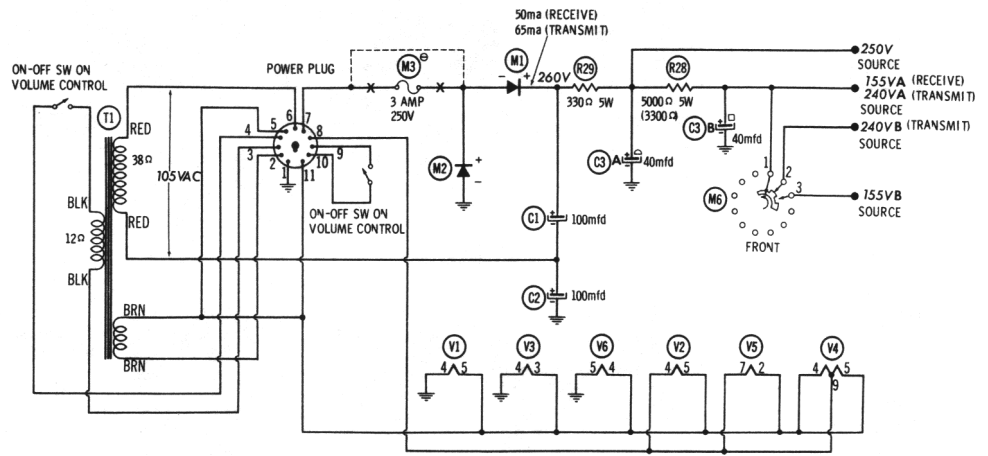 50ma (RECEIVE)
65ma (TRANSMIT)
ON-OFF SW ON
VOLUME CONTROL
T1
RED
38Ω
105VAC
RED
BLK
12Ω
BLK
BRN
BRN
POWER PLUG
6 7
5 8
4 9
3 10
2 11
1
ON-OFF SW ON
VOLUME CONTROL
M3 ⊖
3 AMP
250V
M2
+
-
M1
- +
260V
R29
330Ω 5W
R28
5000Ω 5W
(3300Ω)
C3 A
+
-
40mfd
C3 B
+
-
40mfd
C1
+
-
100mfd
C2
+
-
100mfd
250V
SOURCE
155VA (RECEIVE)
240VA (TRANSMIT)
SOURCE
240VB (TRANSMIT)
SOURCE
155VB
SOURCE
1
2
3
M6
FRONT
V1
4 5
V3
4 3
V6
5 4
V2
4 5
V5
7 2
V4
4 5
9